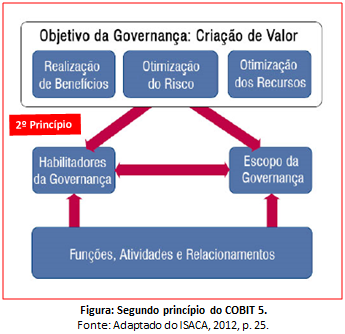 Objetivo da Governança: Criação de Valor
Realização
de Benefícios
Otimização
do Risco
Otimização
dos Recursos
2º Princípio
Habilitadores
da Governança
Escopo da
Governança
Funções, Atividades e Relacionamentos
Figura: Segundo princípio do COBIT 5.
Fonte: Adaptado do ISACA, 2012, p. 25.